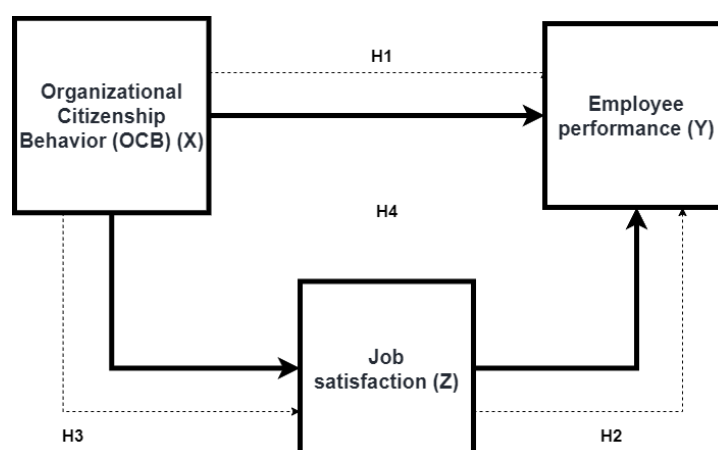 H1
Organizational
Citizenship
Behavior (OCB) (X)
Employee
performance (Y)
H4
Job
satisfaction (Z)
H3
H2